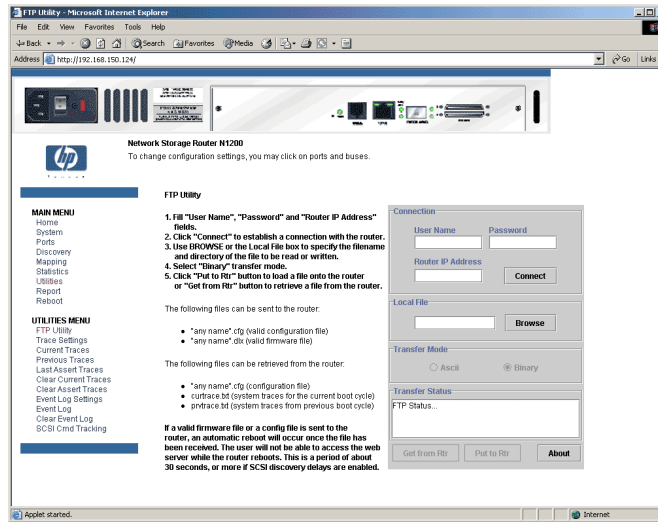 FTP Utility - Microsoft Internet Explorer
File Edit View Favorites Tools Help
Back Search Favorites Media
Address http://192.168.150.124/ Go Links
Network Storage Router N1200
To change configuration settings, you may click on ports and buses.
hp
i n v e n t
FTP Utility
MAIN MENU
Home
System
Ports
Discovery
Mapping
Statistics
Utilities
Report
Reboot
UTILITIES MENU
FTP Utility
Trace Settings
Current Traces
Previous Traces
Last Assert Traces
Clear Current Traces
Clear Assert Traces
Event Log Settings
Event Log
Clear Event Log
SCSI Cmd Tracking
1. Fill "User Name", "Password" and "Router IP Address"
fields.
2. Click "Connect" to establish a connection with the router.
3. Use BROWSE or the Local File box to specify the filename
and directory of the file to be read or written.
4. Select "Binary" transfer mode.
5. Click "Put to Rtr" button to load a file onto the router
or "Get from Rtr" button to retrieve a file from the router.
The following files can be sent to the router:
• "any name".cfg (valid configuration file)
• "any name".dlx (valid firmware file)
The following files can be retrieved from the router:
• "any name".cfg (configuration file)
• curtrace.txt (system traces for the current boot cycle)
• prvtrace.txt (system traces from previous boot cycle)
If a valid firmware file or a config file is sent to the
router, an automatic reboot will occur once the file has
been received. The user will not be able to access the web
server while the router reboots. This is a period of about
30 seconds, or more if SCSI discovery delays are enabled.
Connection
User Name Password
Router IP Address
Connect
Local File
Browse
Transfer Mode
Ascii Binary
Transfer Status
FTP Status...
Get from Rtr Put to Rtr About
Applet started. Internet